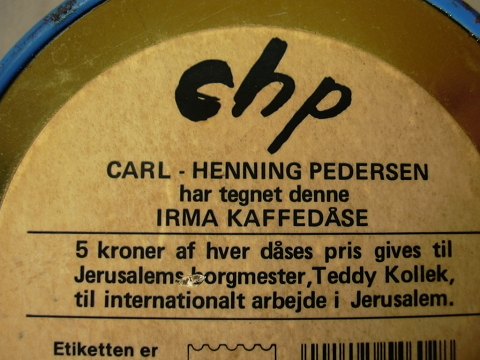 chp
CARL - HENNING PEDERSEN
har tegnet denne
IRMA KAFFEDÅSE
5 kroner af hver dåses pris gives til
Jerusalems borgmester, Teddy Kollek,
til internationalt arbejde i Jerusalem.
Etiketten er